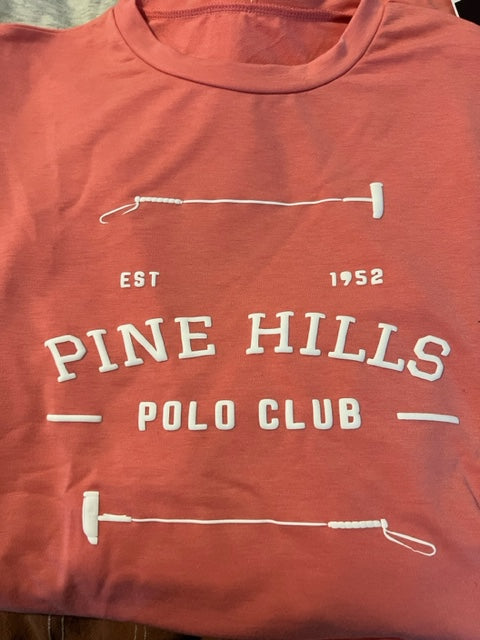 EST 1952
PINE HILLS
POLO CLUB